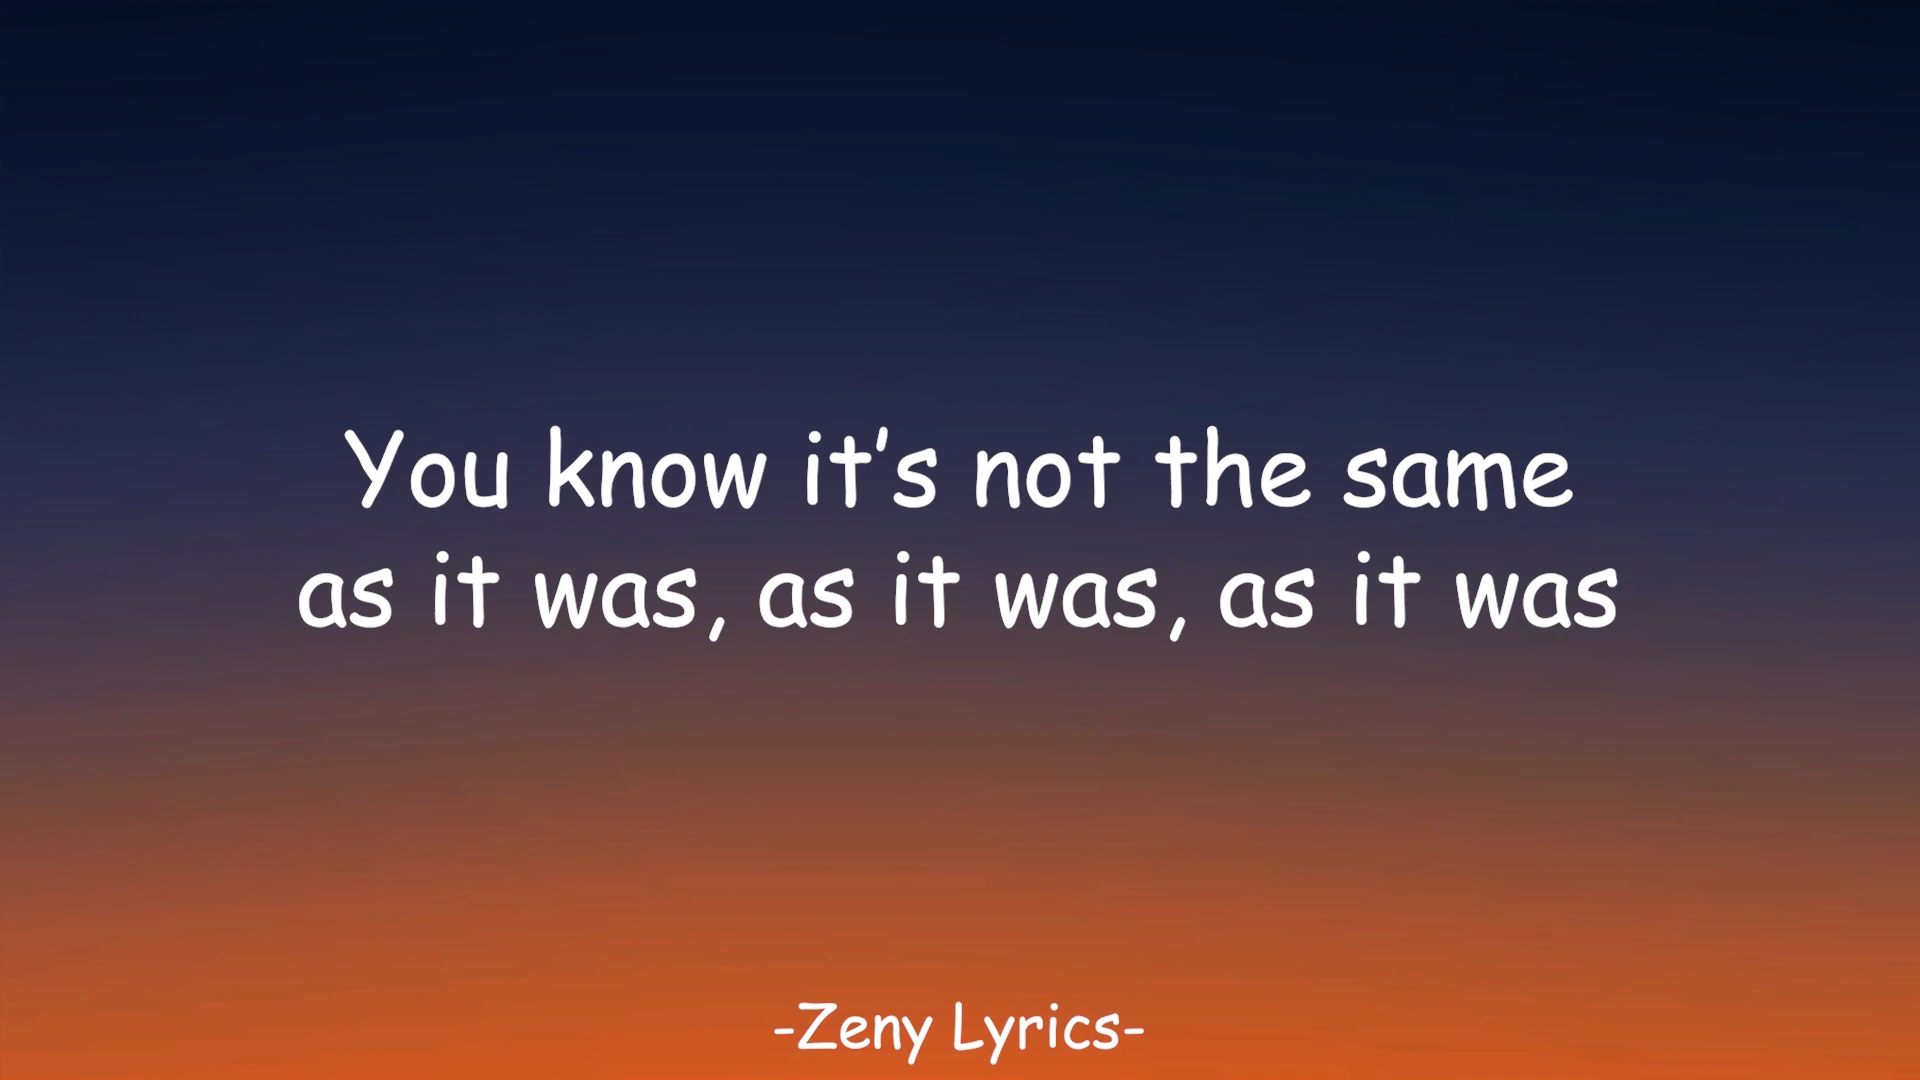 You know it’s not the same
as it was, as it was, as it was
-Zeny Lyrics-